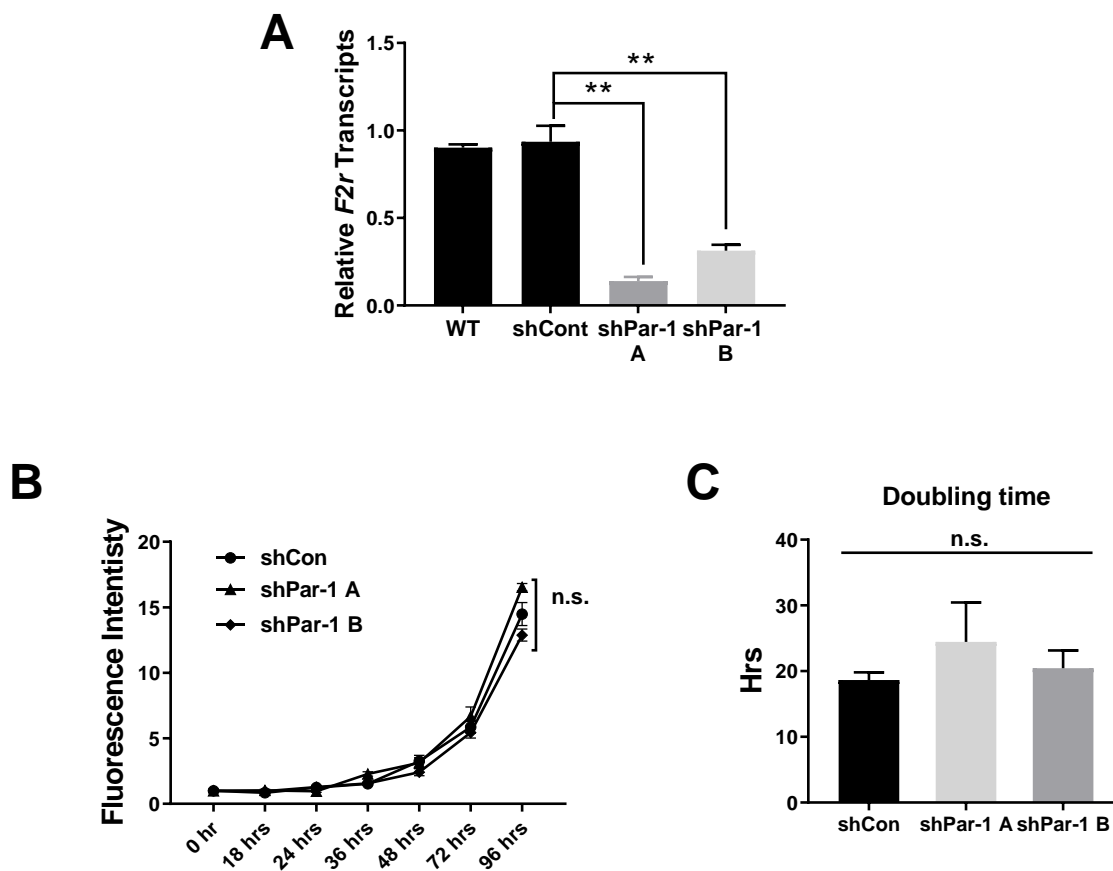 A
Relative F2r Transcripts
1.5
1.0
0.5
0.0
**
**
WT
shCont
shPar-1
A
shPar-1
B
B
Fluorescence Intentisty
20
15
10
5
0
shCon
shPar-1 A
shPar-1 B
n.s.
0 hr
18 hrs
24 hrs
36 hrs
48 hrs
72 hrs
96 hrs
C
Doubling time
Hrs
40
30
20
10
0
n.s.
shCon
shPar-1 A
shPar-1 B